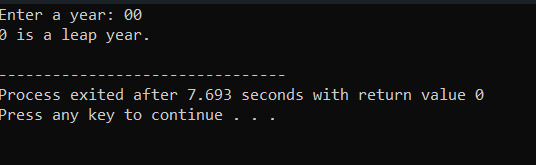 Enter a year: 00
0 is a leap year.
--------------------------------
Process exited after 7.693 seconds with return value 0
Press any key to continue . . .